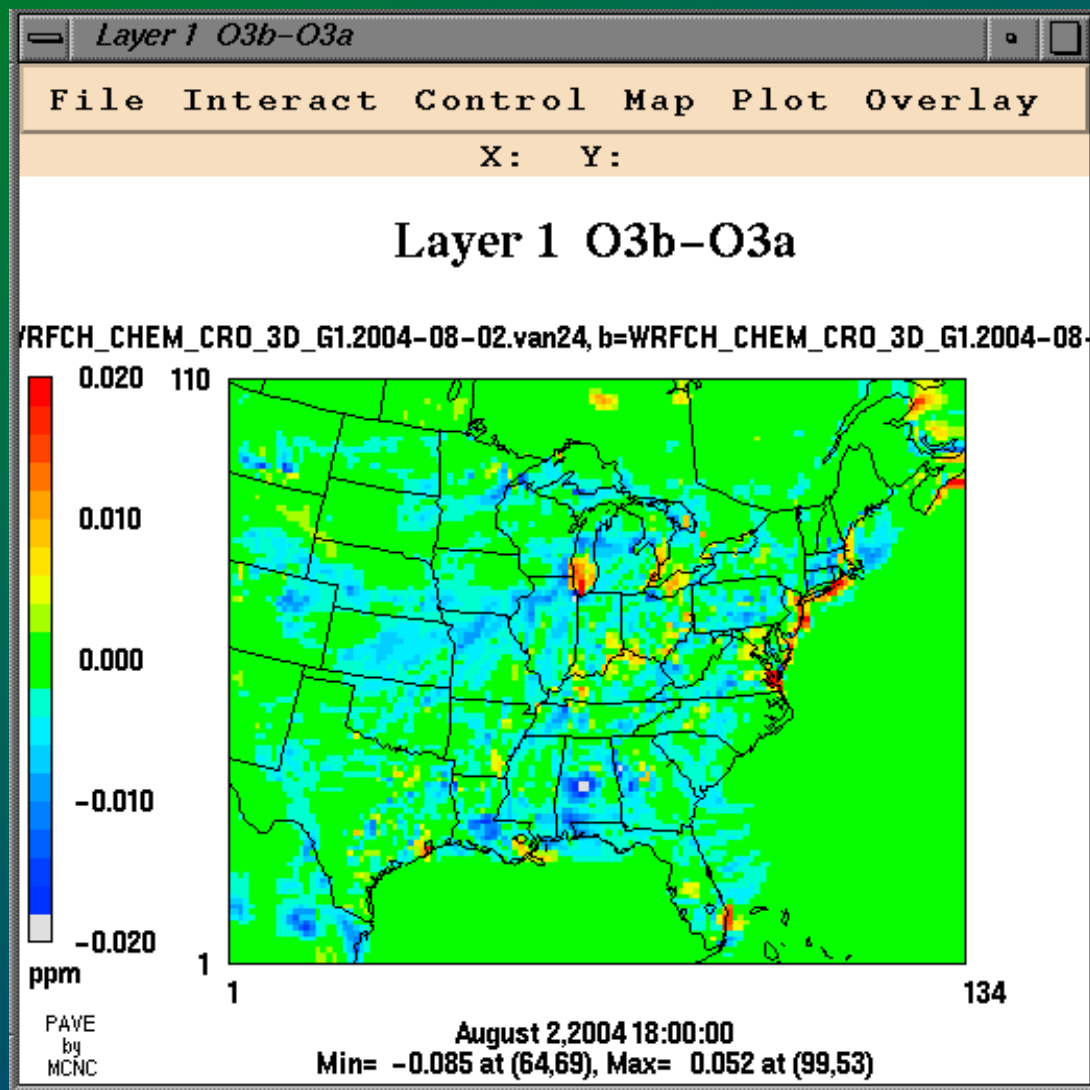 Layer 1 O3b-O3a
File Interact Control Map Plot Overlay
X: Y:
Layer 1 O3b-O3a
WRFCH_CHEM_CRO_3D_G1.2004-08-02.van24, b=WRFCH_CHEM_CRO_3D_G1.2004-08-
0.020
0.010
0.000
-0.010
-0.020
ppm
110
1
1
134
PAVE
by
MCNC
August 2,2004 18:00:00
Min= -0.085 at (64,69), Max= 0.052 at (99,53)